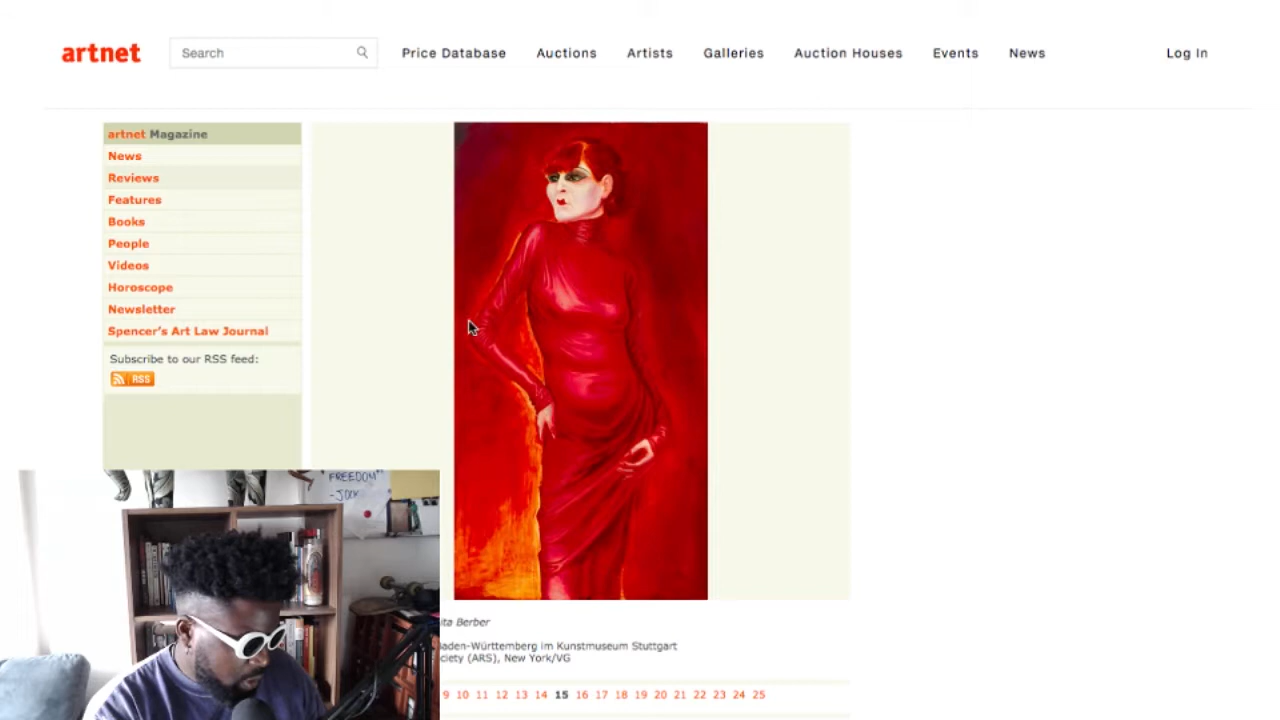 artnet
Search
Price Database
Auctions
Artists
Galleries
Auction Houses
Events
News
Log In
artnet Magazine
News
Reviews
Features
Books
People
Videos
Horoscope
Newsletter
Spencer's Art Law Journal
Subscribe to our RSS feed:
RSS
"FREEDOM"
-JXXX
ita Berber
aden-Württemberg im Kunstmuseum Stuttgart
ciety (ARS), New York/VG
9 10 11 12 13 14 15 16 17 18 19 20 21 22 23 24 25